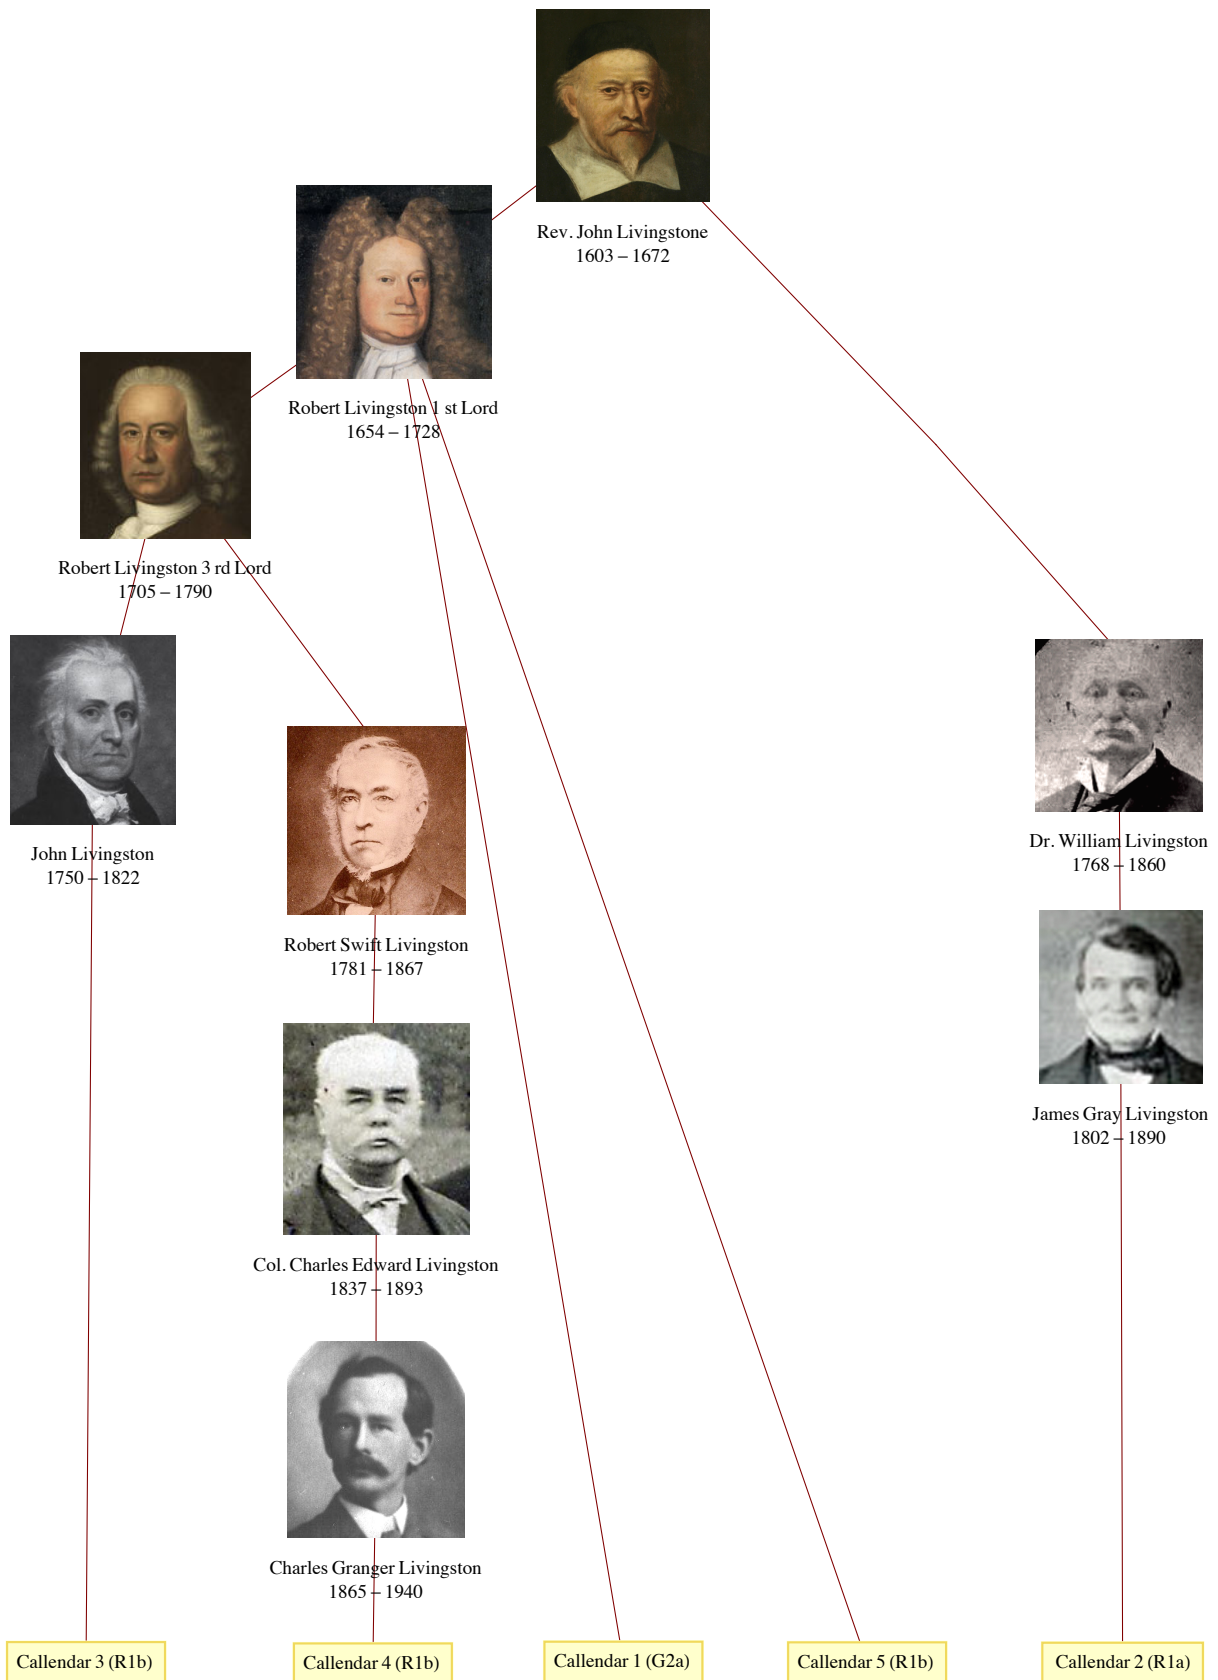 Rev. John Livingstone
1603 – 1672
Robert Livingston 1 st Lord
1654 – 1728
Robert Livingston 3 rd Lord
1705 – 1790
John Livingston
1750 – 1822
Dr. William Livingston
1768 – 1860
Robert Swift Livingston
1781 – 1867
James Gray Livingston
1802 – 1890
Col. Charles Edward Livingston
1837 – 1893
Charles Granger Livingston
1865 – 1940
Callendar 3 (R1b)
Callendar 4 (R1b)
Callendar 1 (G2a)
Callendar 5 (R1b)
Callendar 2 (R1a)